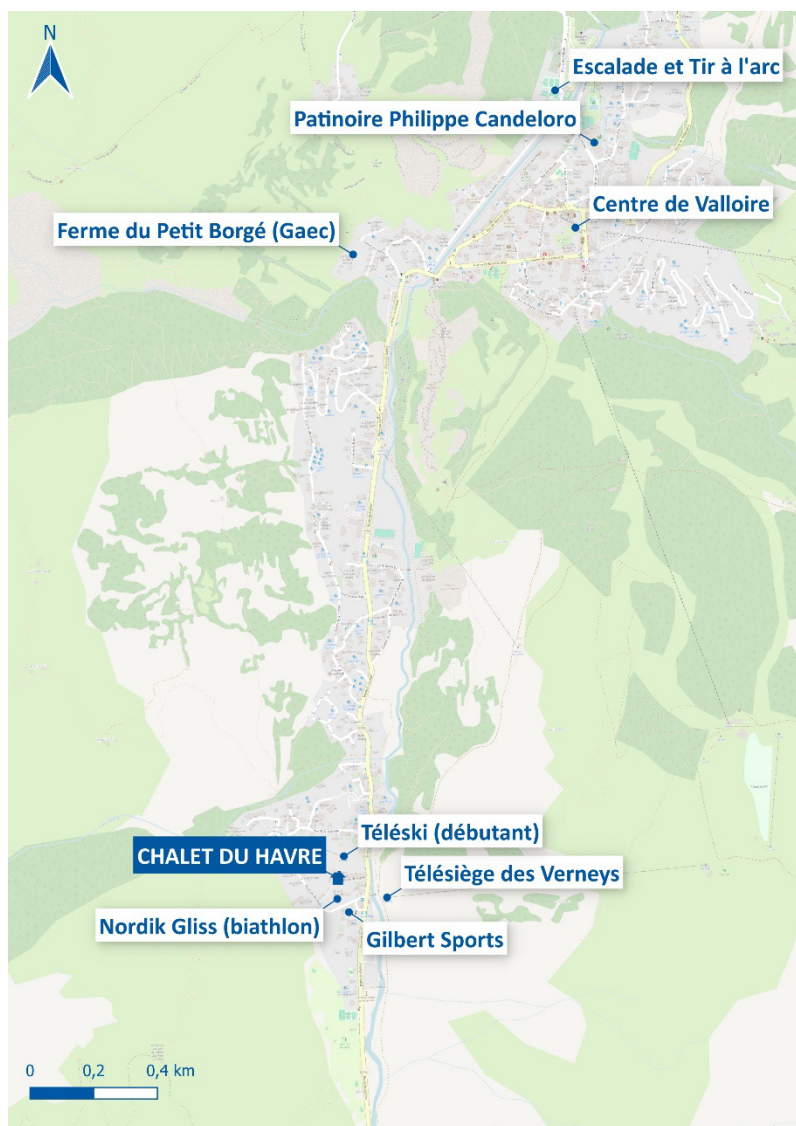 N
Escalade et Tir à l'arc
Patinoire Philippe Candeloro
Centre de Valloire
Ferme du Petit Borgé (Gaec)
Téléski (débutant)
CHALET DU HAVRE
Télésiège des Verneys
Nordik Gliss (biathlon)
Gilbert Sports
0 0,2 0,4 km